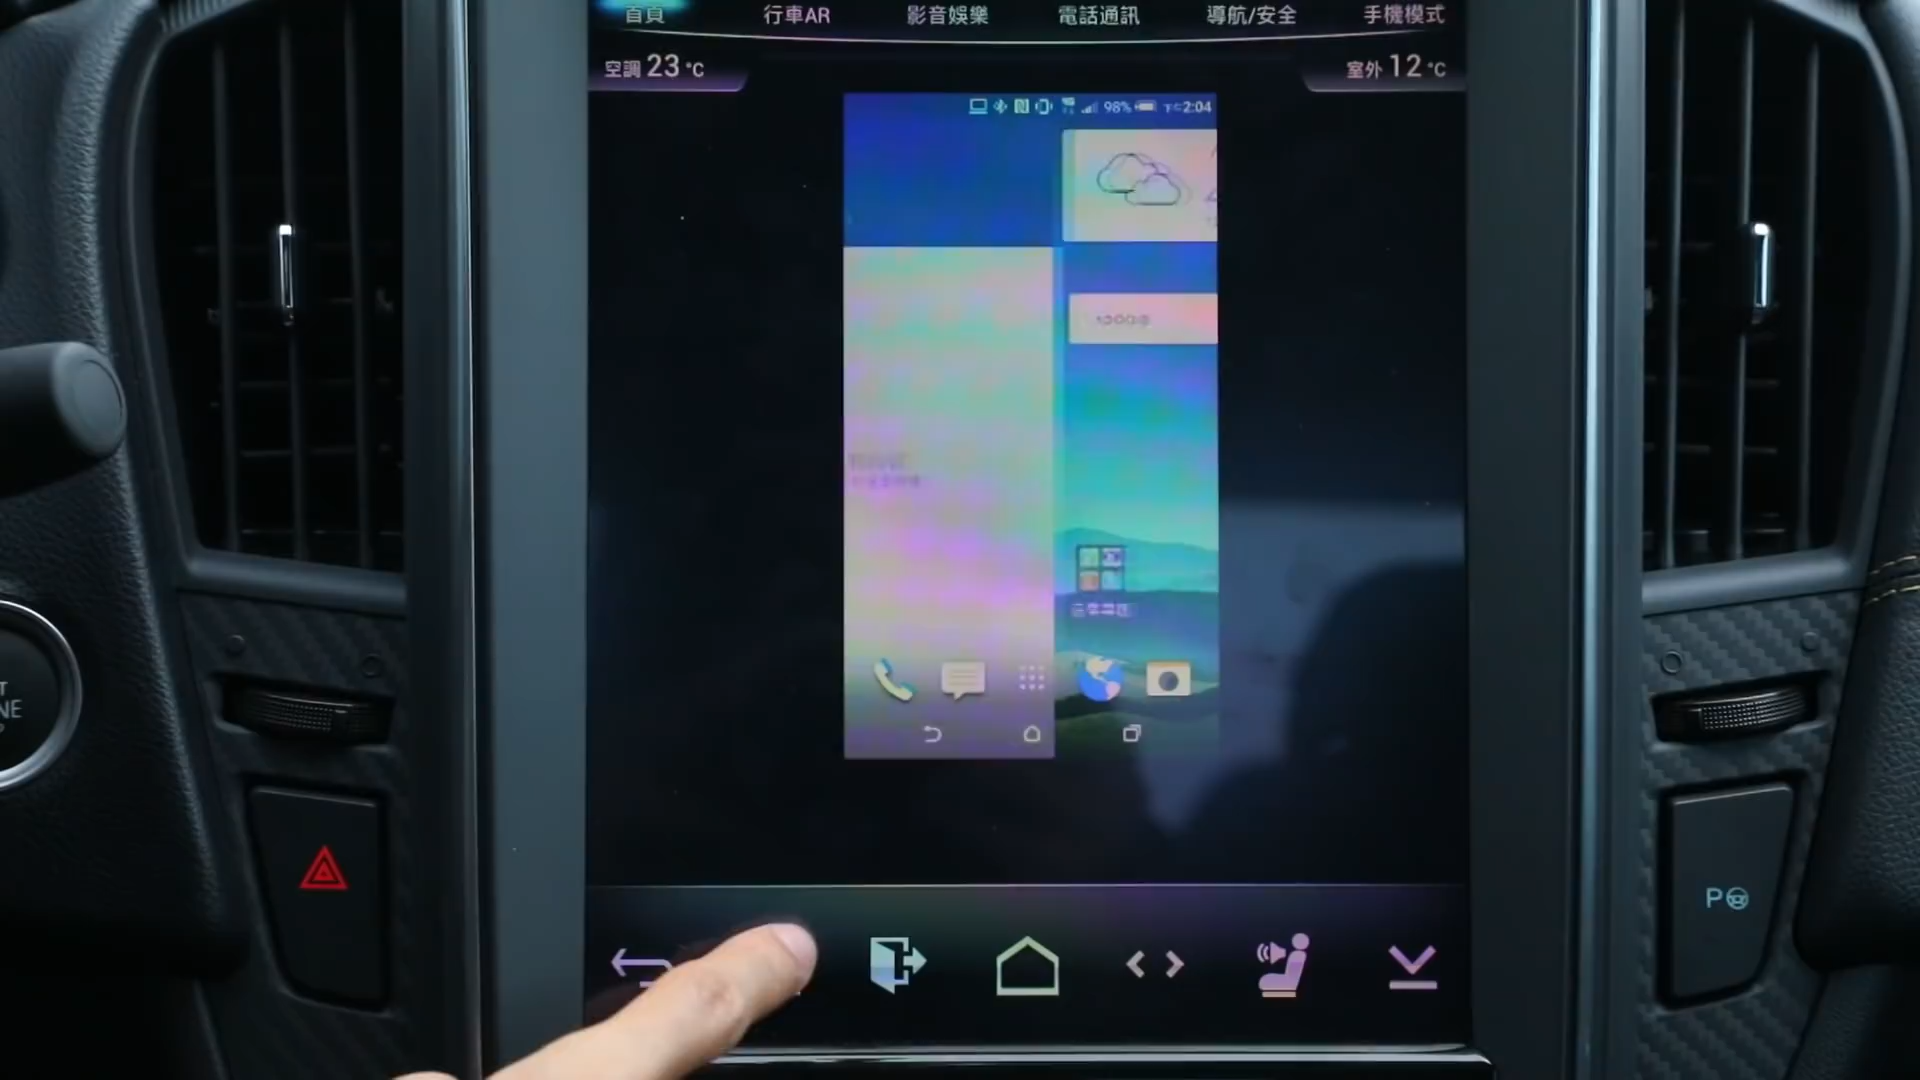 首頁 行車AR 影音娛樂 電話通訊 導航/安全 手機模式
空調 23 °C
室外 12 °C
98% 下午2:04
P